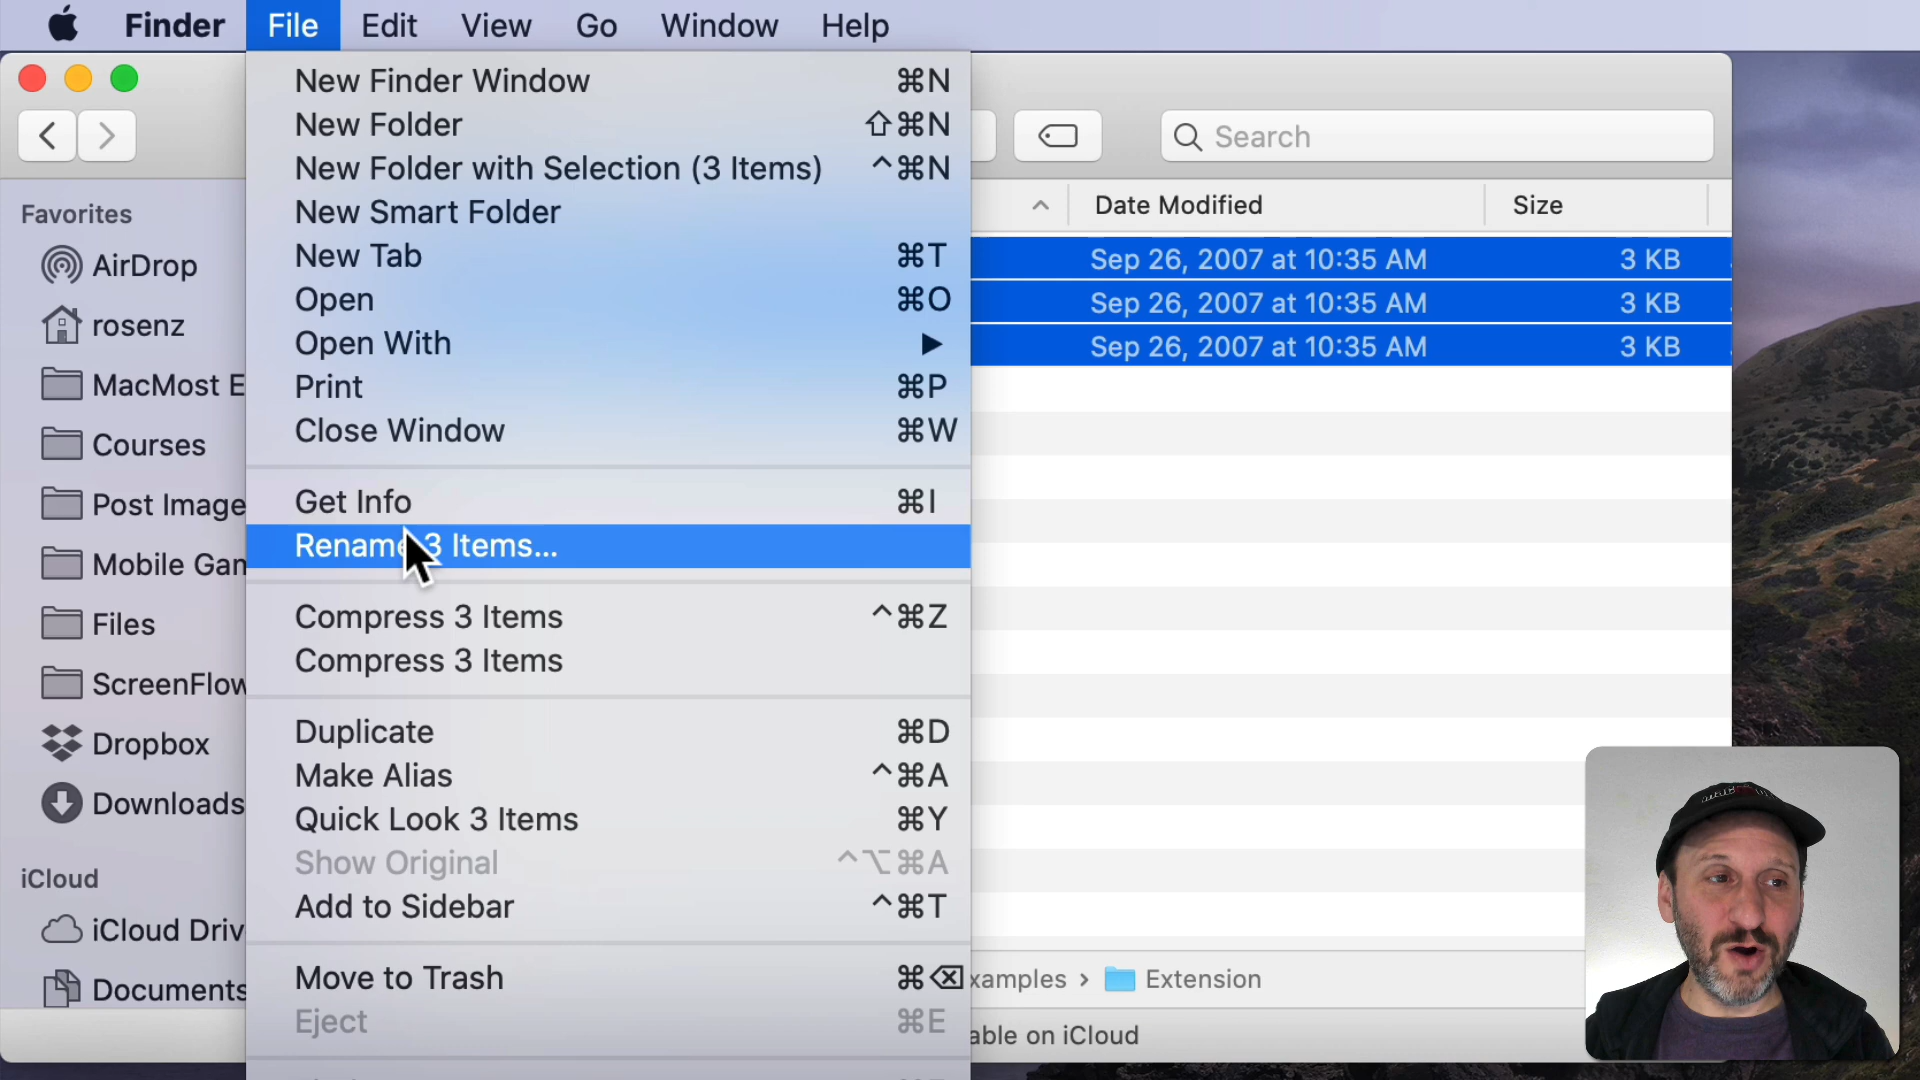 Finder File Edit View Go Window Help
New Finder Window ⌘N
New Folder ⇧⌘N
New Folder with Selection (3 Items) ^⌘N
New Smart Folder
New Tab ⌘T
Open ⌘O
Open With ▶
Print ⌘P
Close Window ⌘W
Get Info ⌘I
Rename 3 Items...
Compress 3 Items ^⌘Z
Compress 3 Items
Duplicate ⌘D
Make Alias ^⌘A
Quick Look 3 Items ⌘Y
Show Original ^⌥⌘A
Add to Sidebar ^⌘T
Move to Trash ⌘⌫
Eject ⌘E
Search
Date Modified Size
Sep 26, 2007 at 10:35 AM 3 KB
Sep 26, 2007 at 10:35 AM 3 KB
Sep 26, 2007 at 10:35 AM 3 KB
Favorites
AirDrop
rosenz
MacMost E
Courses
Post Image
Mobile Gam
Files
ScreenFlow
Dropbox
Downloads
iCloud
iCloud Driv
Documents
xamples › Extension
able on iCloud